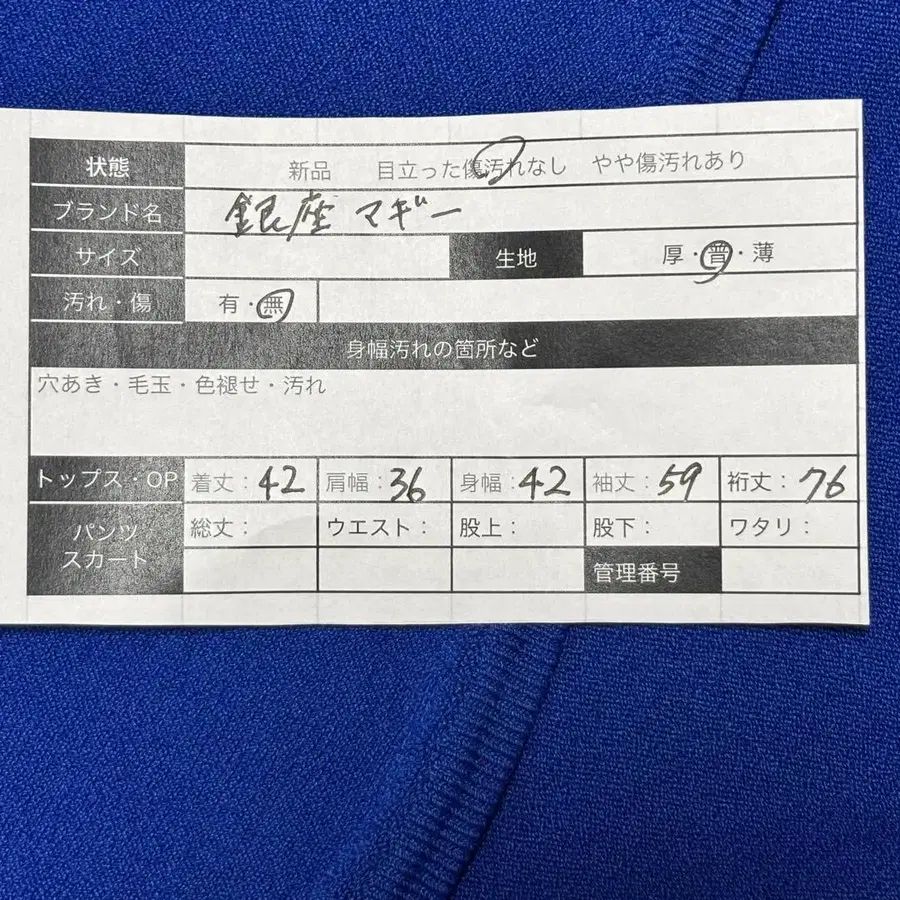 状態 新品 目立った傷汚れなし やや傷汚れあり
ブランド名 銀座 マギー
サイズ 生地 厚・普・薄
汚れ・傷 有・無
身幅汚れの箇所など
穴あき・毛玉・色褪せ・汚れ
トップス・OP 着丈：42 肩幅：36 身幅：42 袖丈：59 裄丈：76
パンツ 総丈： ウエスト： 股上： 股下： ワタリ：
スカート 管理番号